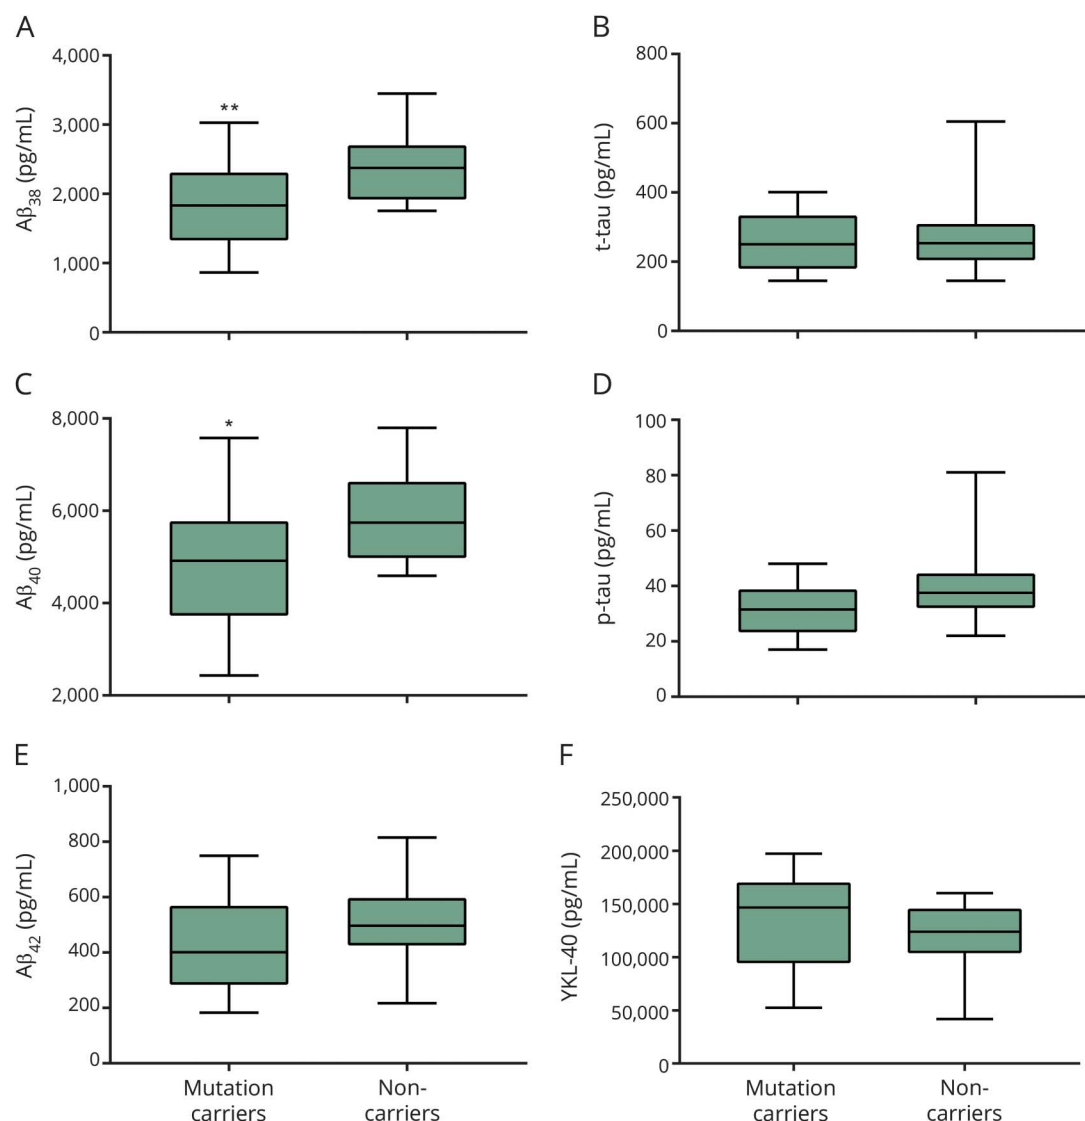 A
Aβ38 (pg/mL)
4,000
3,000
2,000
1,000
0
**
B
t-tau (pg/mL)
800
600
400
200
0
C
Aβ40 (pg/mL)
8,000
6,000
4,000
2,000
*
D
p-tau (pg/mL)
100
80
60
40
20
0
E
Aβ42 (pg/mL)
1,000
800
600
400
200
0
Mutation
carriers
Non-
carriers
F
YKL-40 (pg/mL)
250,000
200,000
150,000
100,000
50,000
0
Mutation
carriers
Non-
carriers